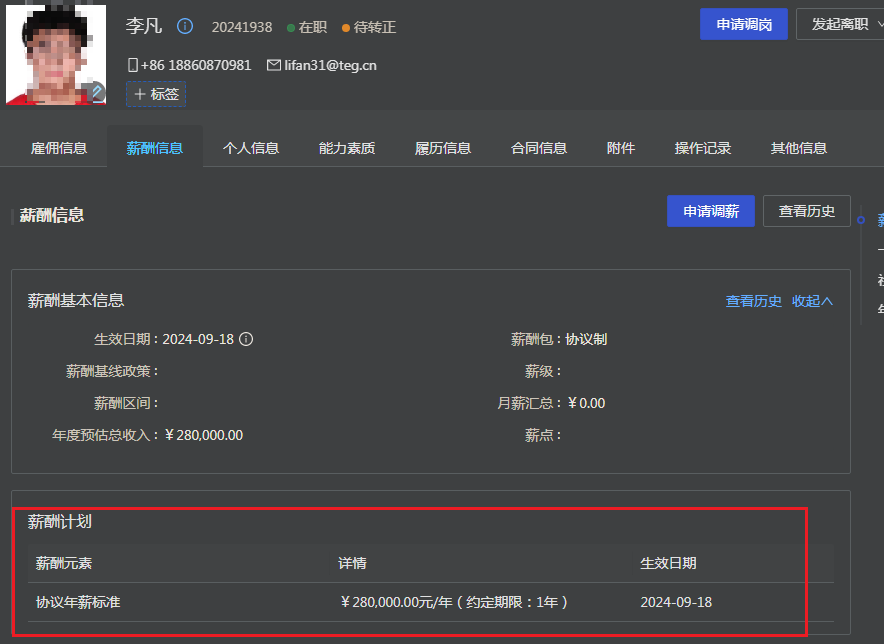 李凡 20241938 在职 待转正 申请调岗 发起离职
+86 18860870981 lifan31@teg.cn
+ 标签
雇佣信息 薪酬信息 个人信息 能力素质 履历信息 合同信息 附件 操作记录 其他信息
薪酬信息 申请调薪 查看历史
薪酬基本信息 查看历史 收起
生效日期：2024-09-18 薪酬包：协议制
薪酬基线政策： 薪级：
薪酬区间： 月薪汇总：￥0.00
年度预估总收入：￥280,000.00 薪点：
薪酬计划
薪酬元素 详情 生效日期
协议年薪标准 ￥280,000.00元/年（约定期限：1年） 2024-09-18